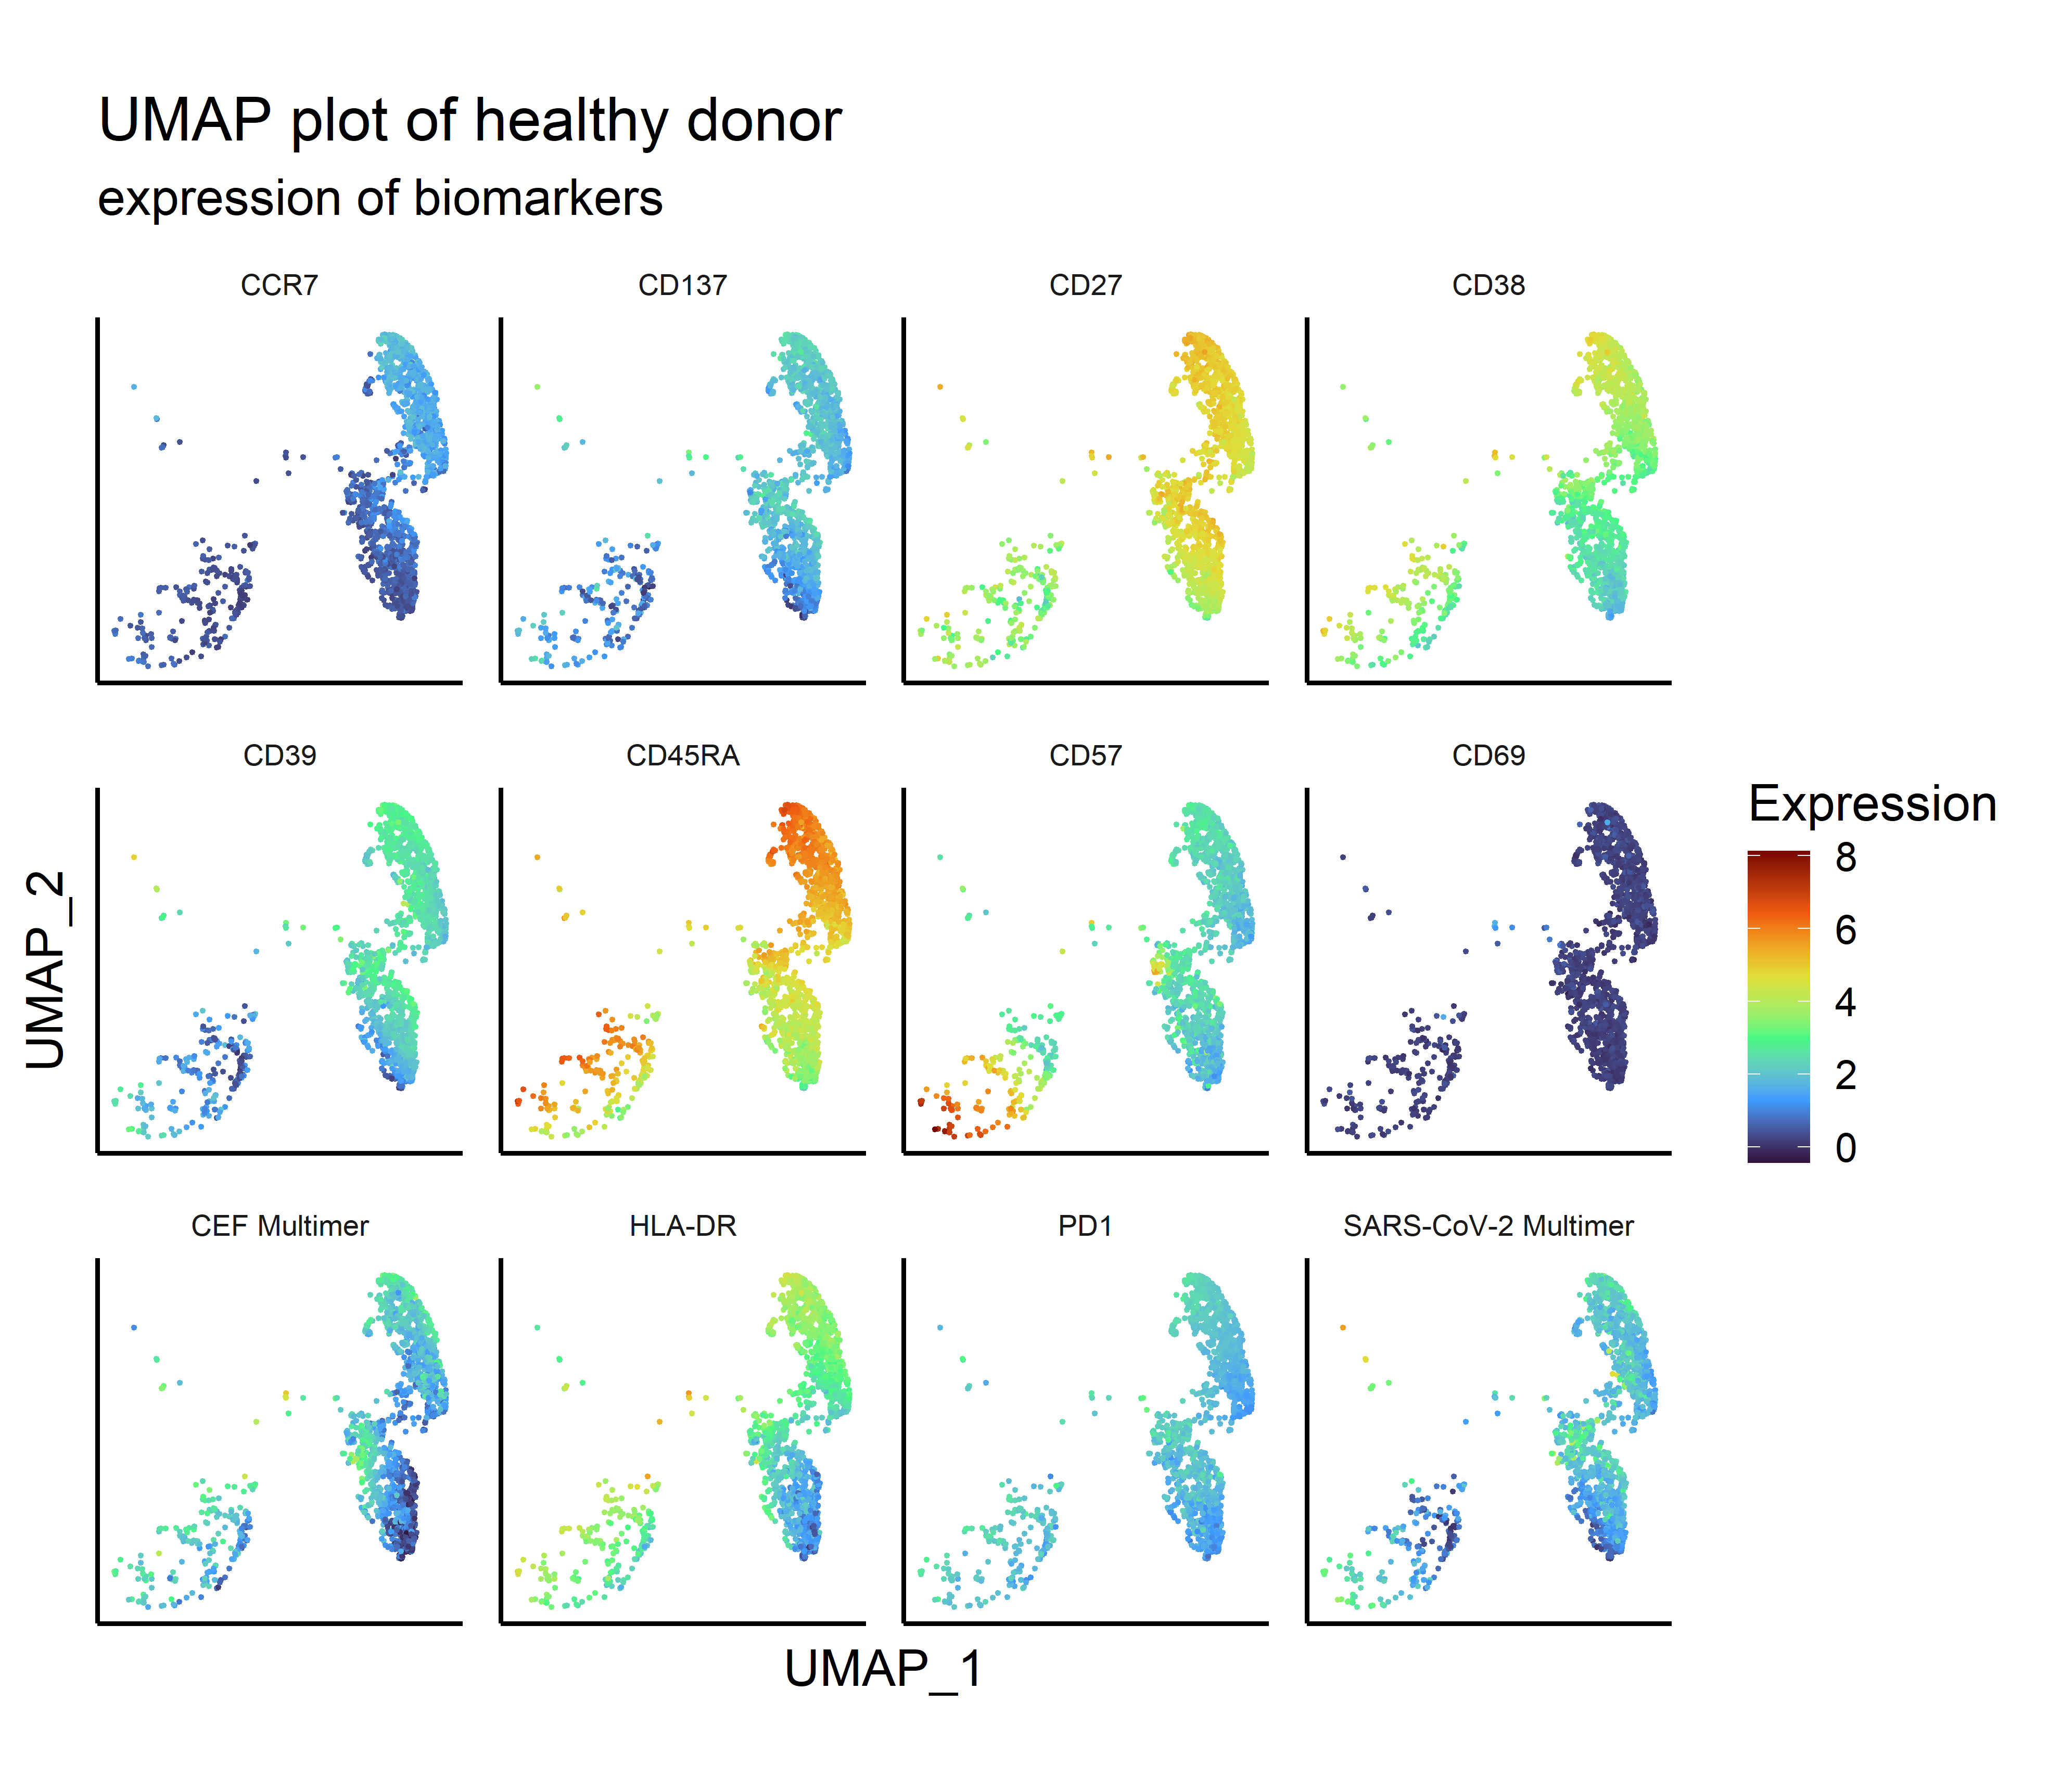 UMAP plot of healthy donor
expression of biomarkers
CCR7 CD137 CD27 CD38
CD39 CD45RA CD57 CD69
Expression
8
6
4
2
0
UMAP_2
CEF Multimer HLA-DR PD1 SARS-CoV-2 Multimer
UMAP_1